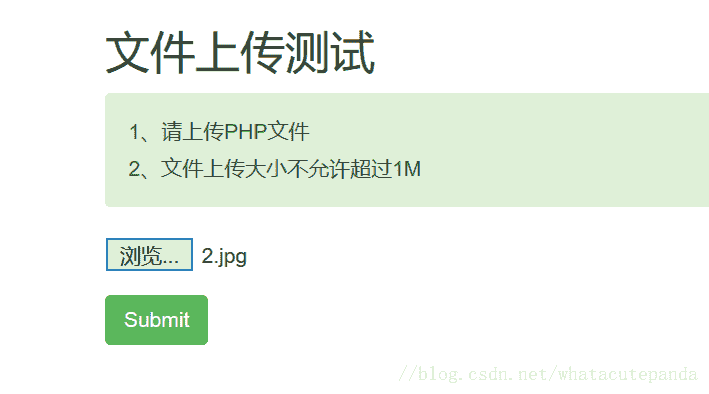 文件上传测试
1、请上传PHP文件
2、文件上传大小不允许超过1M
浏览... 2.jpg
Submit
//blog.csdn.net/whatacutepanda